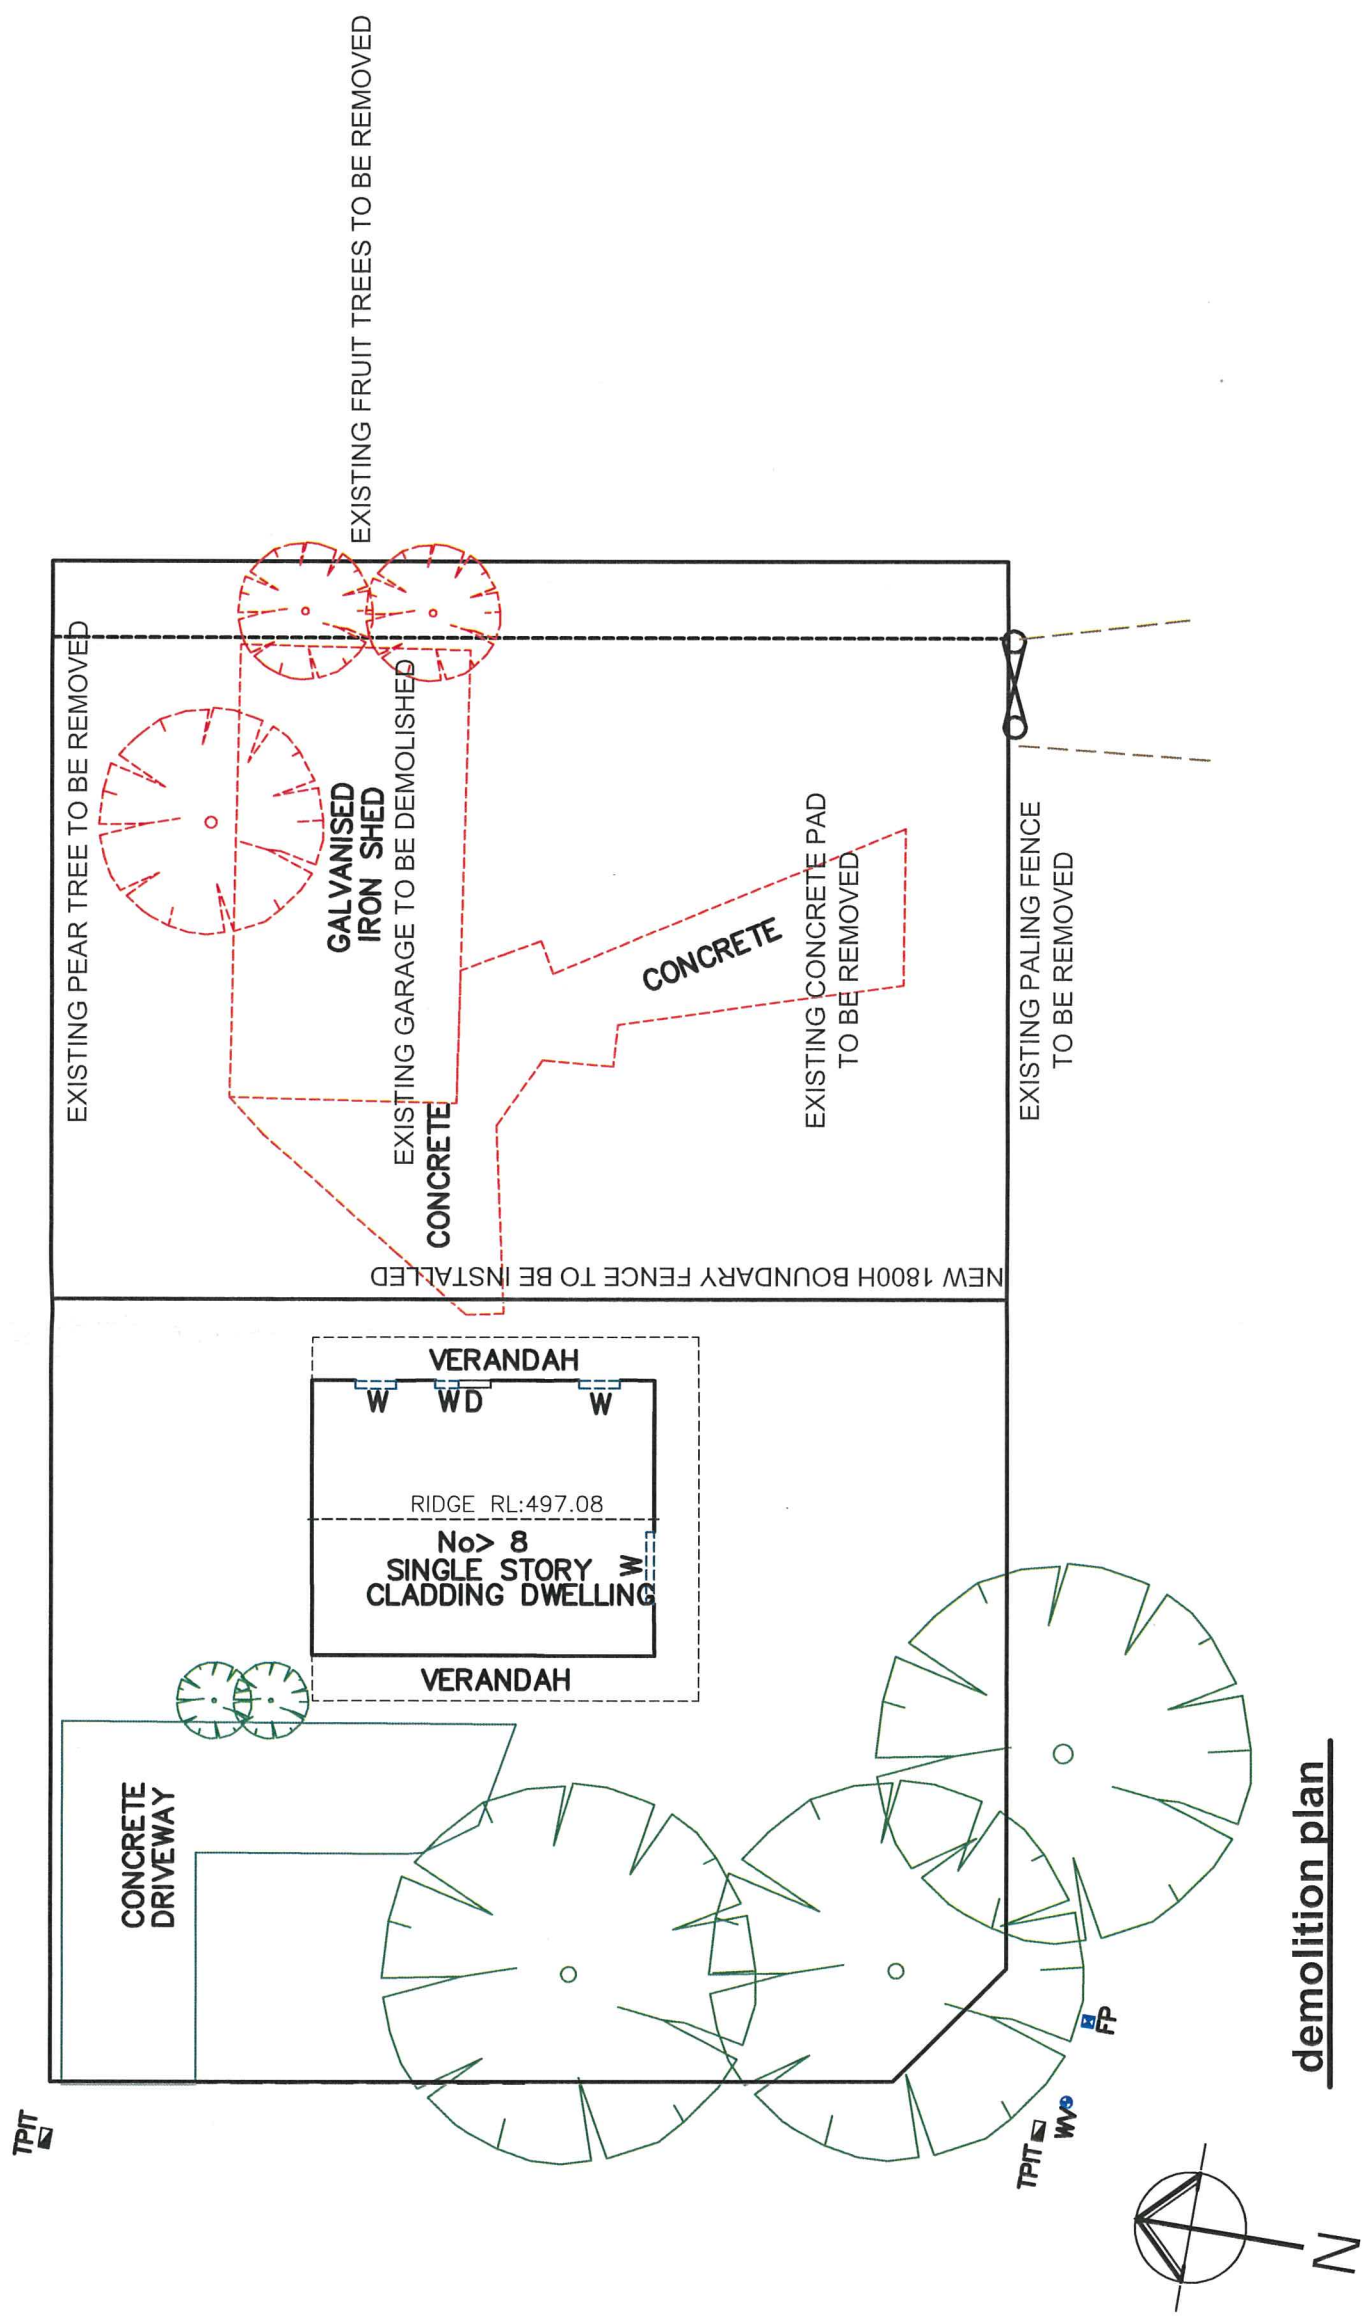 EXISTING FRUIT TREES TO BE REMOVED
EXISTING PEAR TREE TO BE REMOVED
GALVANISED
IRON SHED
EXISTING GARAGE TO BE DEMOLISHED
CONCRETE
CONCRETE
EXISTING CONCRETE PAD
TO BE REMOVED
EXISTING PALING FENCE
TO BE REMOVED
NEW 1800H BOUNDARY FENCE TO BE INSTALLED
VERANDAH
W
W D
W
RIDGE RL:497.08
No> 8
SINGLE STORY
CLADDING DWELLING
W
VERANDAH
CONCRETE
DRIVEWAY
TPIT
FP
WV
TPIT
demolition plan
N